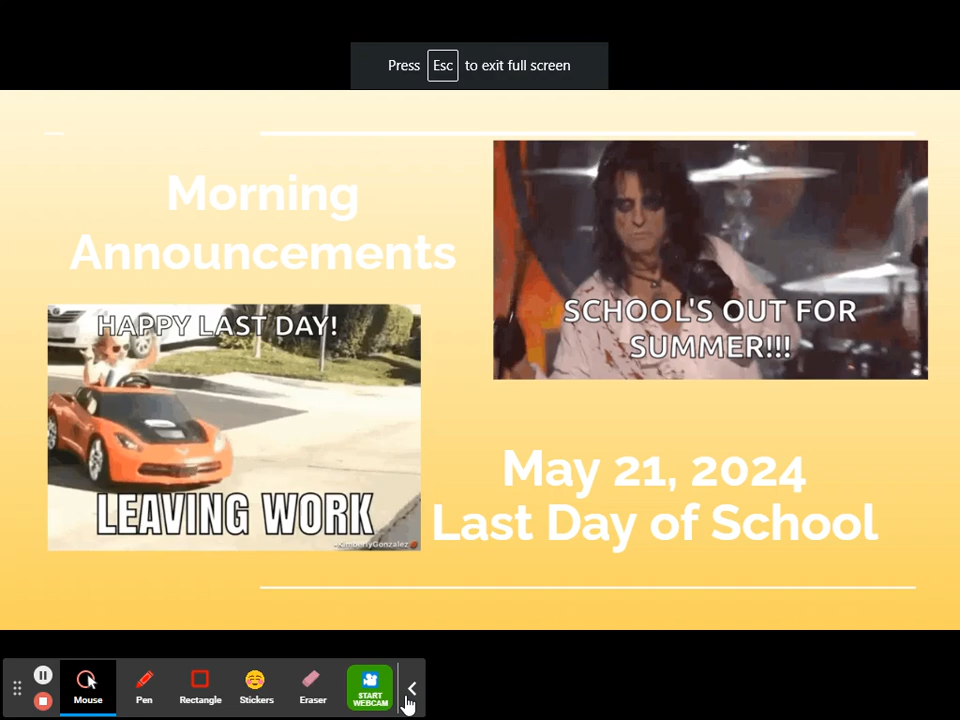 Press Esc to exit full screen
Morning
Announcements
SCHOOL'S OUT FOR
SUMMER!!!
HAPPY LAST DAY!
LEAVING WORK
KimberlyGonzalez
May 21, 2024
Last Day of School
Mouse
Pen
Rectangle
Stickers
Eraser
START
WEBCAM